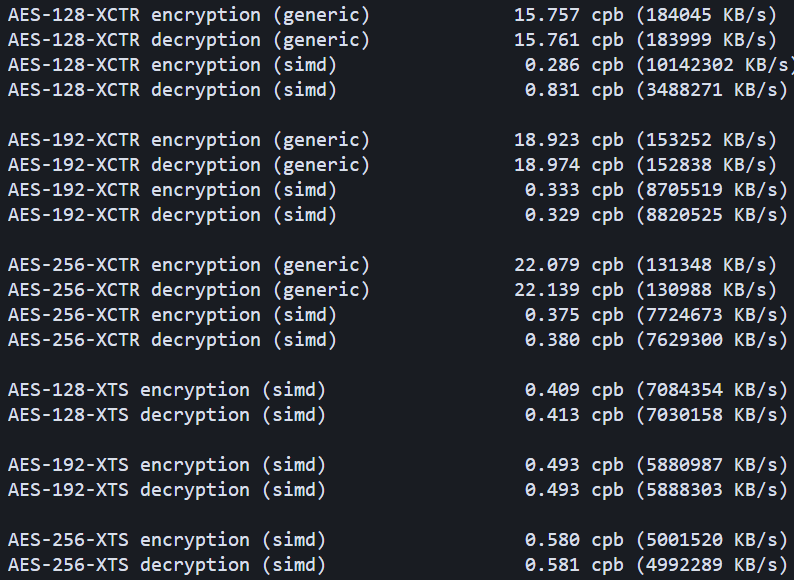 AES-128-XCTR encryption (generic) 15.757 cpb (184045 KB/s)
AES-128-XCTR decryption (generic) 15.761 cpb (183999 KB/s)
AES-128-XCTR encryption (simd) 0.286 cpb (10142302 KB/s)
AES-128-XCTR decryption (simd) 0.831 cpb (3488271 KB/s)
AES-192-XCTR encryption (generic) 18.923 cpb (153252 KB/s)
AES-192-XCTR decryption (generic) 18.974 cpb (152838 KB/s)
AES-192-XCTR encryption (simd) 0.333 cpb (8705519 KB/s)
AES-192-XCTR decryption (simd) 0.329 cpb (8820525 KB/s)
AES-256-XCTR encryption (generic) 22.079 cpb (131348 KB/s)
AES-256-XCTR decryption (generic) 22.139 cpb (130988 KB/s)
AES-256-XCTR encryption (simd) 0.375 cpb (7724673 KB/s)
AES-256-XCTR decryption (simd) 0.380 cpb (7629300 KB/s)
AES-128-XTS encryption (simd) 0.409 cpb (7084354 KB/s)
AES-128-XTS decryption (simd) 0.413 cpb (7030158 KB/s)
AES-192-XTS encryption (simd) 0.493 cpb (5880987 KB/s)
AES-192-XTS decryption (simd) 0.493 cpb (5888303 KB/s)
AES-256-XTS encryption (simd) 0.580 cpb (5001520 KB/s)
AES-256-XTS decryption (simd) 0.581 cpb (4992289 KB/s)